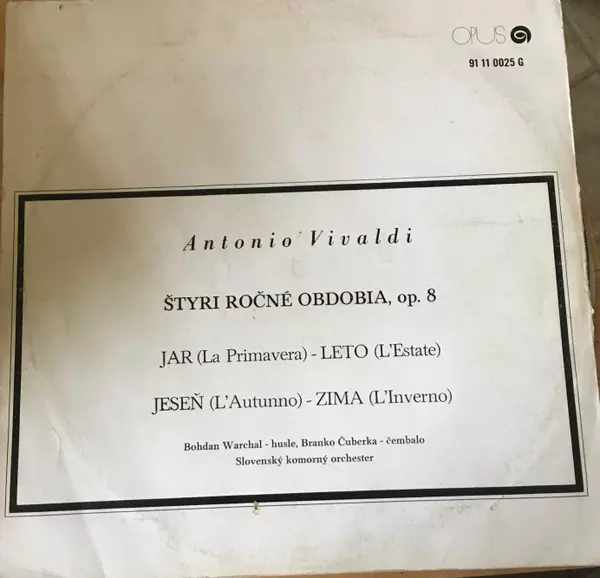 OPUS
91 11 0025 G
Antonio Vivaldi
ŠTYRI ROČNÉ OBDOBIA, op. 8
JAR (La Primavera) - LETO (L'Estate)
JESEŇ (L'Autunno) - ZIMA (L'Inverno)
Bohdan Warchal - husle, Branko Čuberka - čembalo
Slovenský komorný orchester